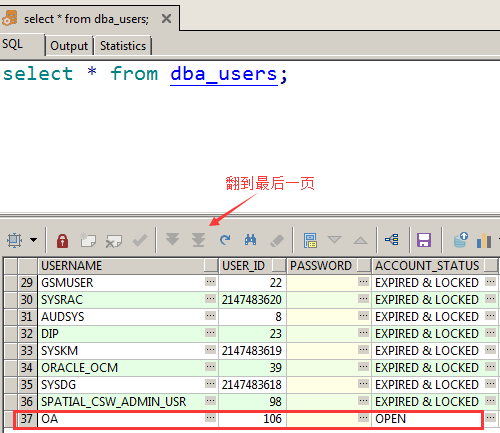 select * from dba_users;
SQL Output Statistics
select * from dba_users;
翻到最后一页
USERNAME USER_ID PASSWORD ACCOUNT_STATUS
29 GSMUSER 22 EXPIRED & LOCKED
30 SYSRAC 2147483620 EXPIRED & LOCKED
31 AUDSYS 8 EXPIRED & LOCKED
32 DIP 23 EXPIRED & LOCKED
33 SYSKM 2147483619 EXPIRED & LOCKED
34 ORACLE_OCM 39 EXPIRED & LOCKED
35 SYSDG 2147483618 EXPIRED & LOCKED
36 SPATIAL_CSW_ADMIN_USR 98 EXPIRED & LOCKED
37 OA 106 OPEN